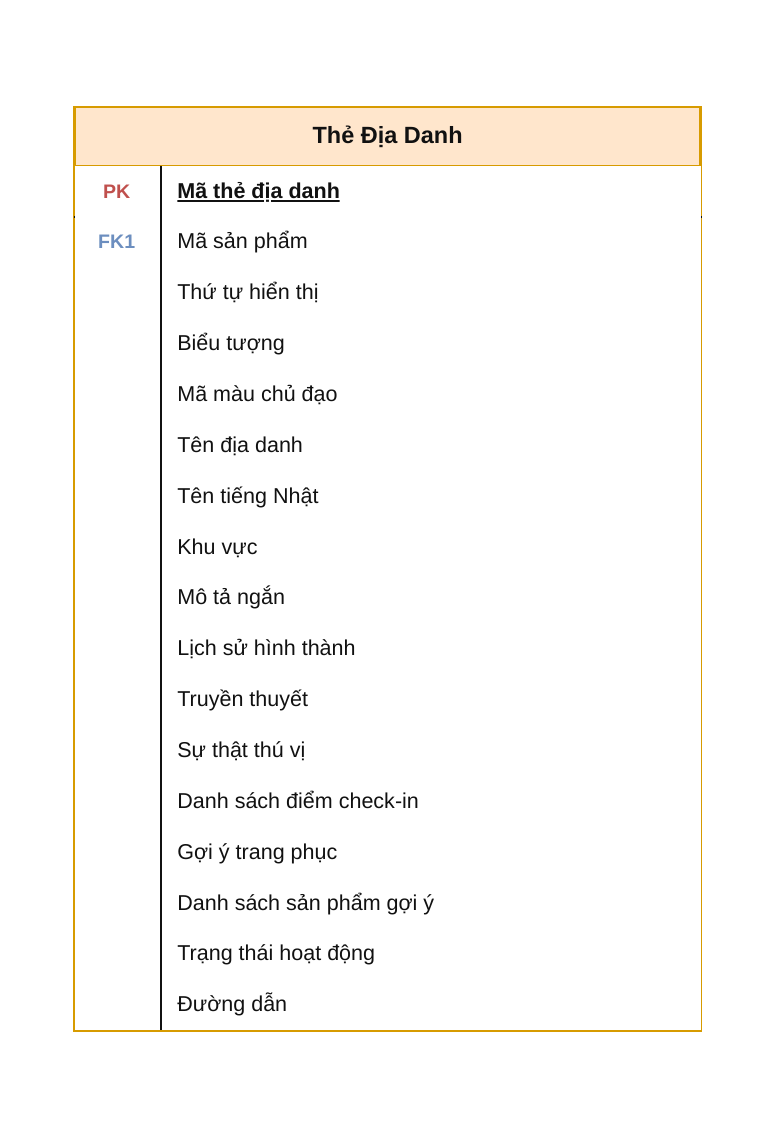 Thẻ Địa Danh
PK Mã thẻ địa danh
FK1 Mã sản phẩm
Thứ tự hiển thị
Biểu tượng
Mã màu chủ đạo
Tên địa danh
Tên tiếng Nhật
Khu vực
Mô tả ngắn
Lịch sử hình thành
Truyền thuyết
Sự thật thú vị
Danh sách điểm check-in
Gợi ý trang phục
Danh sách sản phẩm gợi ý
Trạng thái hoạt động
Đường dẫn